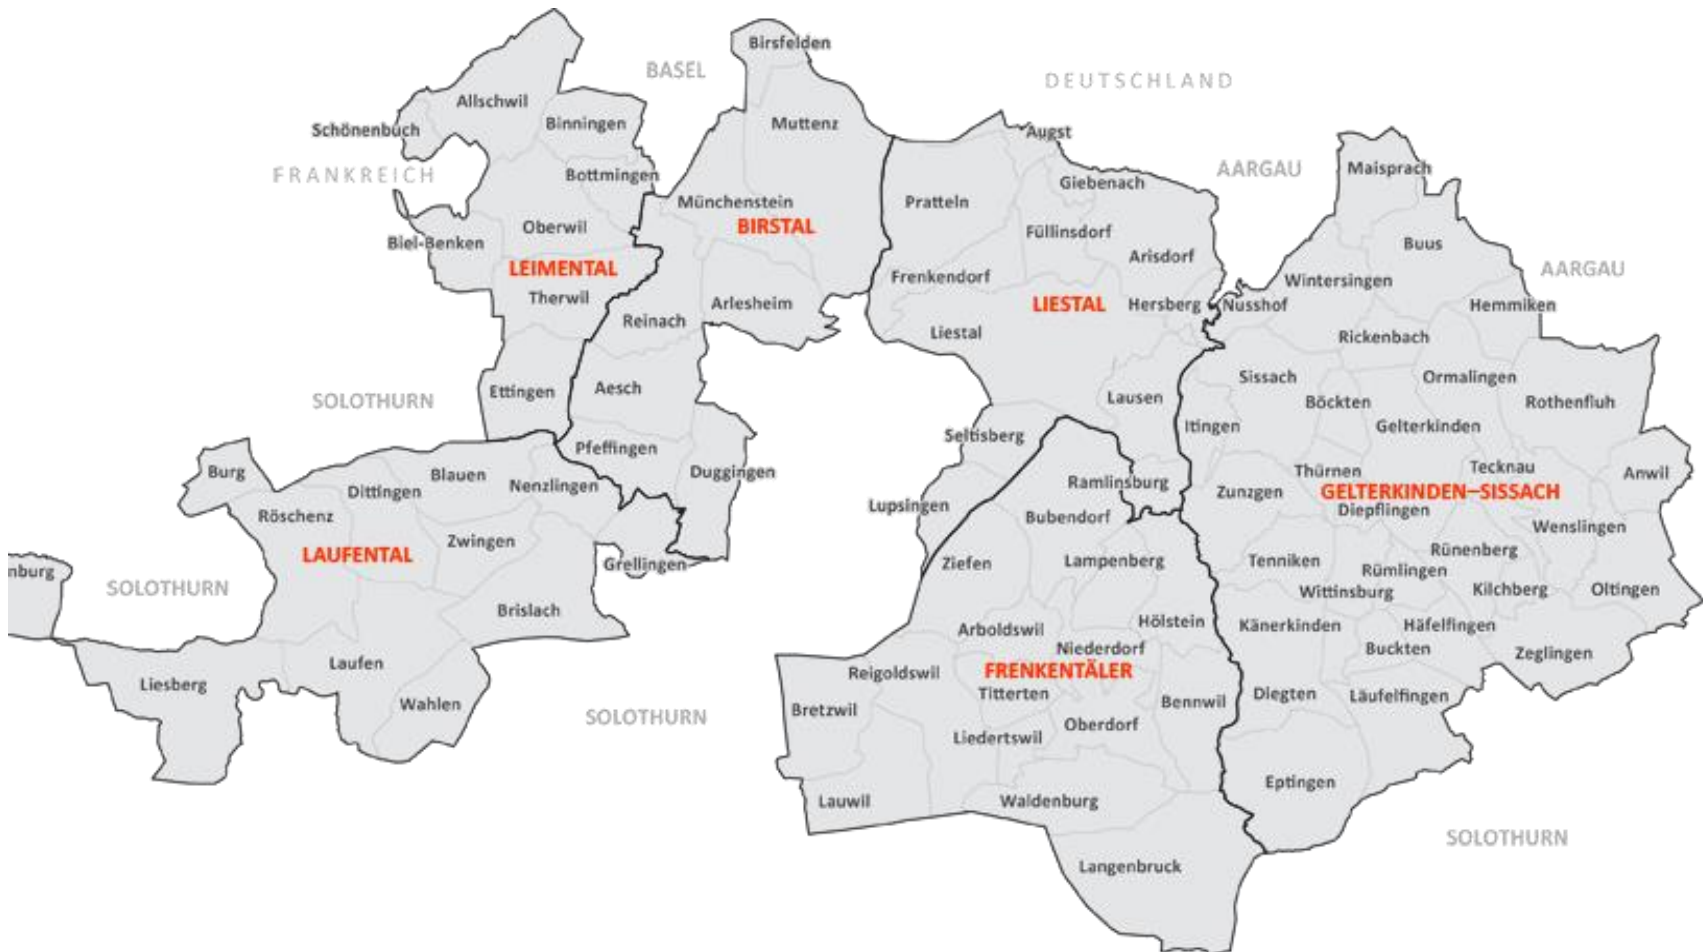 Birsfelden
BASEL
DEUTSCHLAND
Allschwil
Binningen
Muttenz
Schönenbuch
Augst
FRANKREICH
Bottmingen
AARGAU
Maisprach
Giebenach
Münchenstein
Pratteln
BIRSTAL
Oberwil
Füllinsdorf
Biel-Benken
Buus
Arisdorf
LEIMENTAL
AARGAU
Frenkendorf
Wintersingen
Therwil
Arlesheim
LIESTAL
Hersberg
Nusshof
Hemmiken
Reinach
Liestal
Rickenbach
Sissach
Ormalingen
Aesch
Ettingen
SOLOTHURN
Lausen
Böckten
Rothenfluh
Itingen
Gelterkinden
Seltisberg
Pfeffingen
Burg
Blauen
Duggingen
Thürnen
Tecknau
Anwil
Dittingen
Nenzlingen
Ramlinsburg
Zunzgen
GELTERKINDEN–SISSACH
Lupsingen
Diepflingen
Röschenz
Bubendorf
Wenslingen
Zwingen
LAUFENTAL
Rünenberg
Grellingen
Ziefen
Lampenberg
Tenniken
nburg
Rümlingen
SOLOTHURN
Wittinsburg
Kilchberg
Oltingen
Brislach
Hölstein
Känerkinden
Häfelfingen
Arboldswil
Niederdorf
Buckten
Zeglingen
Laufen
FRENKENTÄLER
Reigoldswil
Liesberg
Titterten
Diegten
Läufelfingen
Wahlen
Bretzwil
Bennwil
SOLOTHURN
Oberdorf
Liedertswil
Eptingen
Lauwil
Waldenburg
SOLOTHURN
Langenbruck